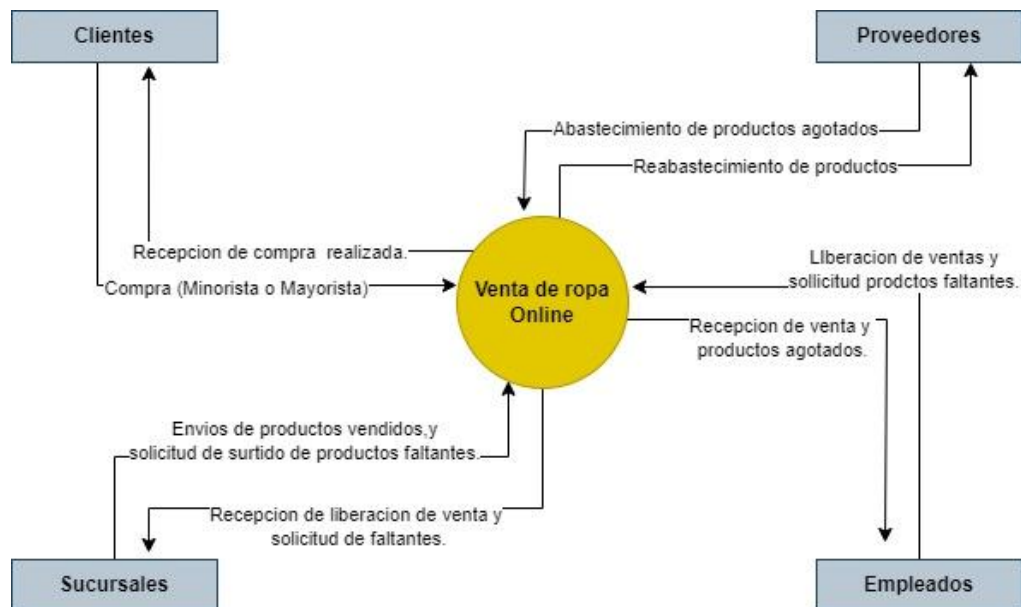 Clientes
Proveedores
Abastecimiento de productos agotados
Reabastecimiento de productos
Recepcion de compra realizada.
Compra (Minorista o Mayorista)
Venta de ropa
Online
LIberacion de ventas y
sollicitud prodctos faltantes.
Recepcion de venta y
productos agotados.
Envios de productos vendidos,y
solicitud de surtido de productos faltantes.
Recepcion de liberacion de venta y
solicitud de faltantes.
Sucursales
Empleados